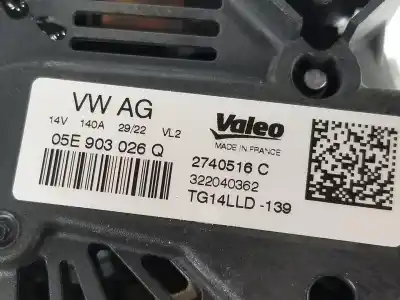 VW AG
14V 140A 29/22 VL2
05E 903 026 Q
Valeo
MADE IN FRANCE
2740516 C
322040362
TG14LLD -139